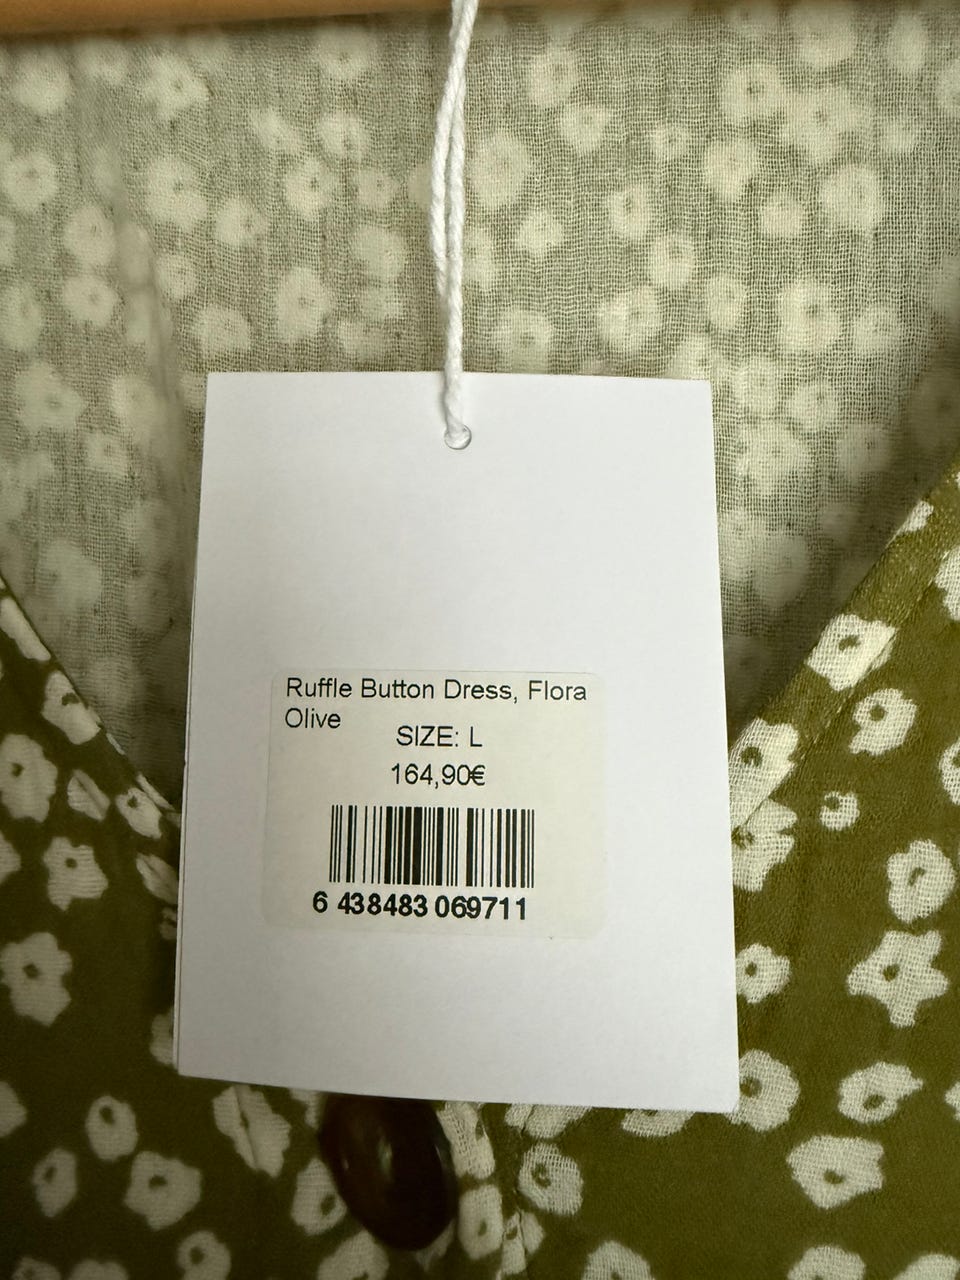 Ruffle Button Dress, Flora
Olive
SIZE: L
164,90€
6 438483 069711